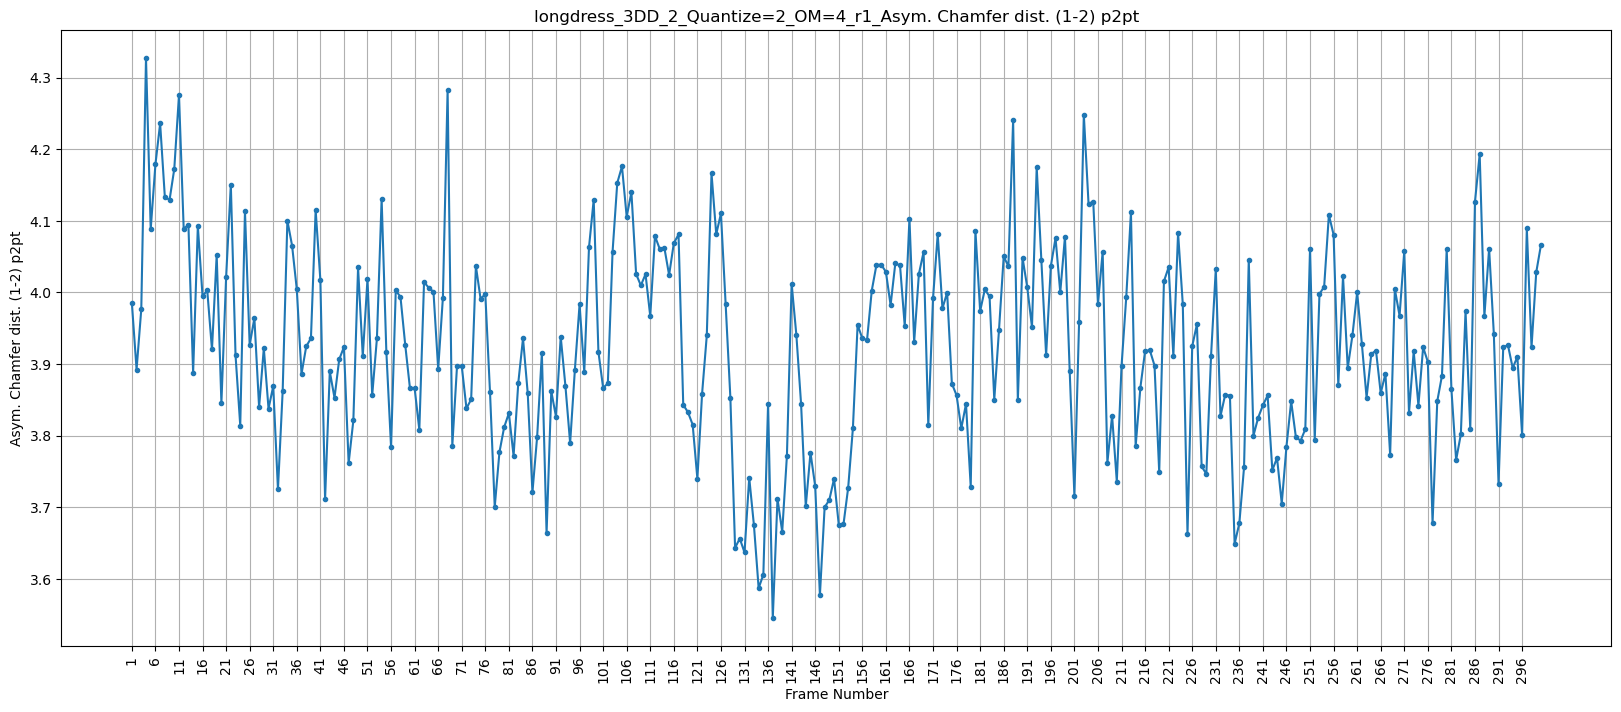 longdress_3DD_2_Quantize=2_OM=4_r1_Asym. Chamfer dist. (1-2) p2pt
Asym. Chamfer dist. (1-2) p2pt
4.3
4.2
4.1
4.0
3.9
3.8
3.7
3.6
1 6 11 16 21 26 31 36 41 46 51 56 61 66 71 76 81 86 91 96 101 106 111 116 121 126 131 136 141 146 151 156 161 166 171 176 181 186 191 196 201 206 211 216 221 226 231 236 241 246 251 256 261 266 271 276 281 286 291 296
Frame Number